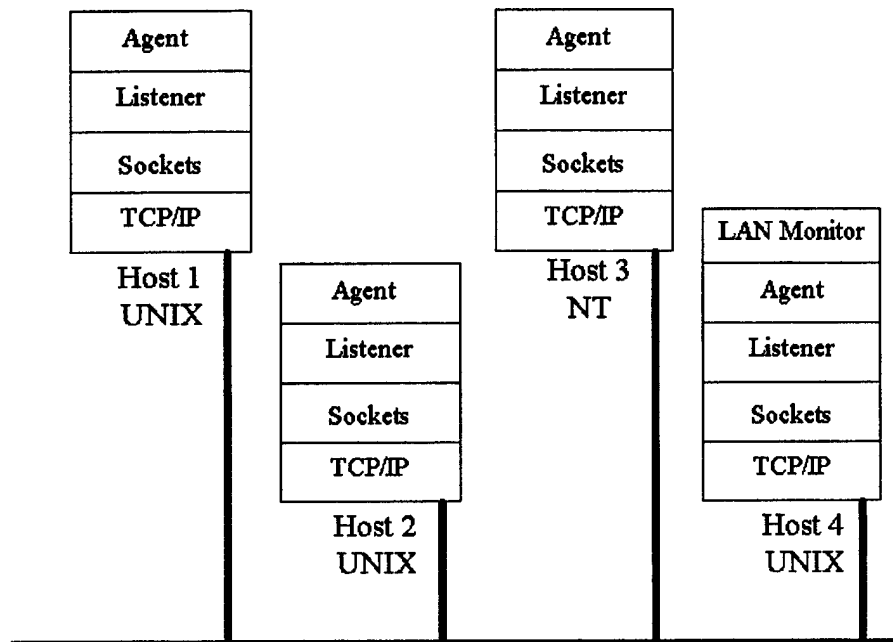 Agent
Listener
Sockets
TCP/IP
Host 1
UNIX
Agent
Listener
Sockets
TCP/IP
Host 2
UNIX
Agent
Listener
Sockets
TCP/IP
Host 3
NT
LAN Monitor
Agent
Listener
Sockets
TCP/IP
Host 4
UNIX